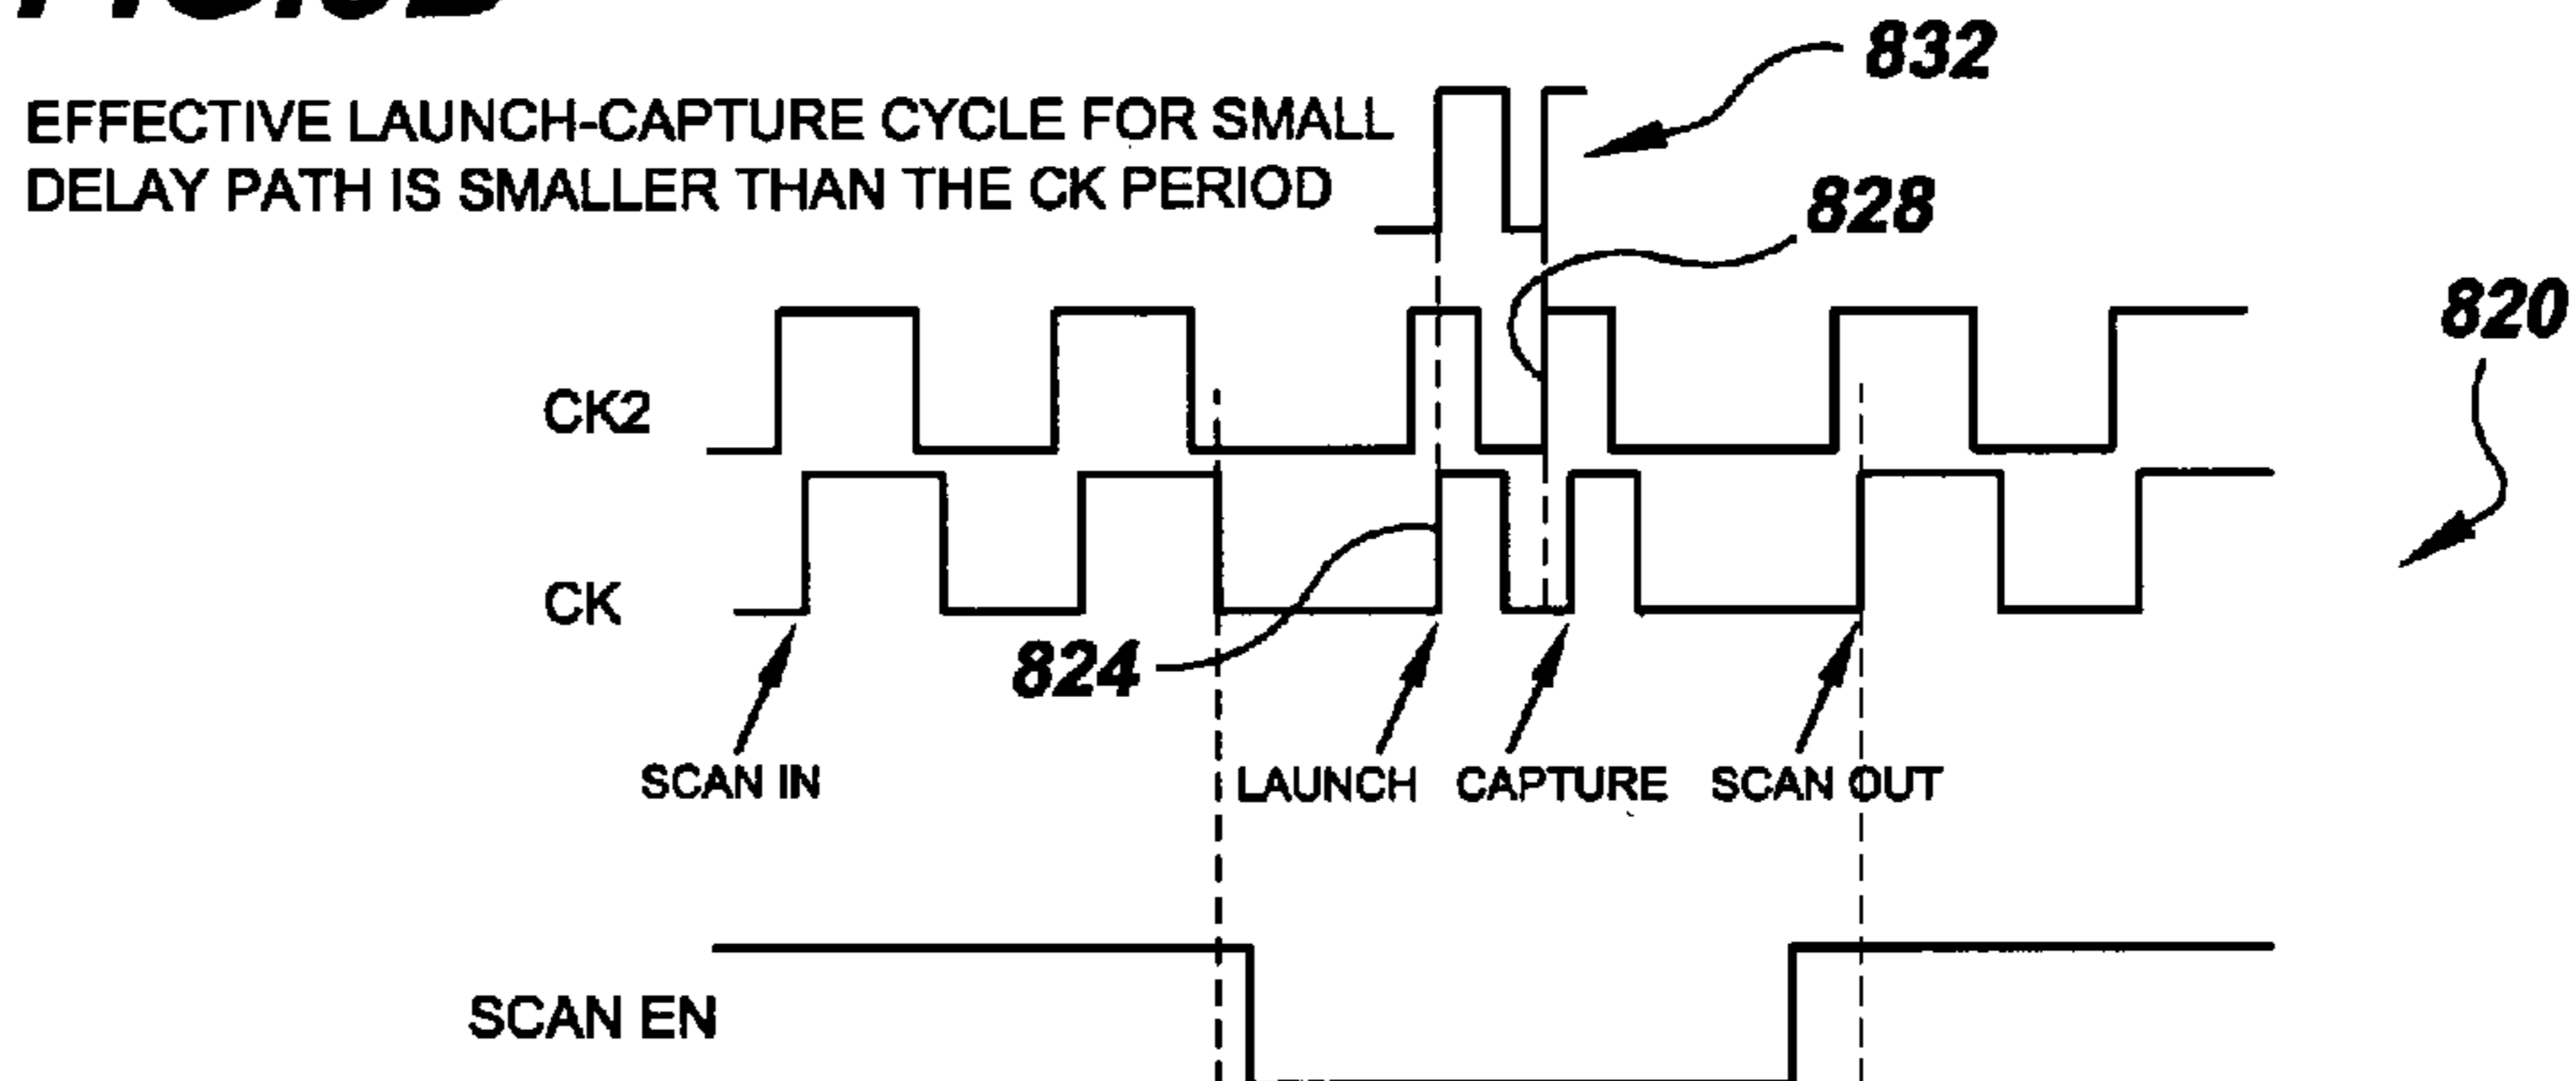 832
EFFECTIVE LAUNCH-CAPTURE CYCLE FOR SMALL
DELAY PATH IS SMALLER THAN THE CK PERIOD
828
820
CK2
CK
824
SCAN IN
LAUNCH
CAPTURE
SCAN OUT
SCAN EN